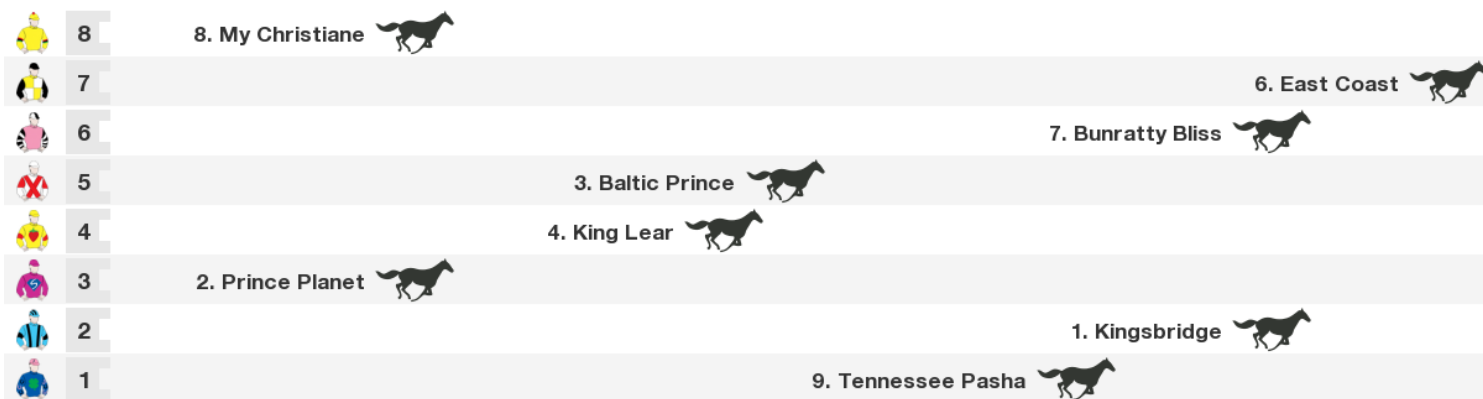 8 8. My Christiane
7 6. East Coast
6 7. Bunratty Bliss
5 3. Baltic Prince
4 4. King Lear
3 2. Prince Planet
2 1. Kingsbridge
1 9. Tennessee Pasha